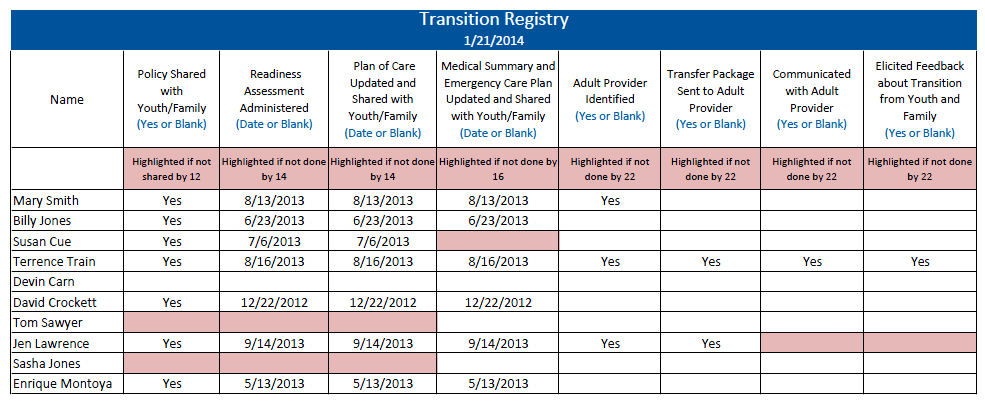 Transition Registry
1/21/2014
Name
Policy Shared with Youth/Family (Yes or Blank)
Readiness Assessment Administered (Date or Blank)
Plan of Care Updated and Shared with Youth/Family (Date or Blank)
Medical Summary and Emergency Care Plan Updated and Shared with Youth/Family (Date or Blank)
Adult Provider Identified (Yes or Blank)
Transfer Package Sent to Adult Provider (Yes or Blank)
Communicated with Adult Provider (Yes or Blank)
Elicited Feedback about Transition from Youth and Family (Yes or Blank)
Highlighted if not shared by 12
Highlighted if not done by 14
Highlighted if not done by 14
Highlighted if not done by 16
Highlighted if not done by 22
Highlighted if not done by 22
Highlighted if not done by 22
Highlighted if not done by 22
Mary Smith Yes 8/13/2013 8/13/2013 8/13/2013 Yes
Billy Jones Yes 6/23/2013 6/23/2013 6/23/2013
Susan Cue Yes 7/6/2013 7/6/2013
Terrence Train Yes 8/16/2013 8/16/2013 8/16/2013 Yes Yes Yes Yes
Devin Carn
David Crockett Yes 12/22/2012 12/22/2012 12/22/2012
Tom Sawyer
Jen Lawrence Yes 9/14/2013 9/14/2013 9/14/2013 Yes Yes
Sasha Jones
Enrique Montoya Yes 5/13/2013 5/13/2013 5/13/2013